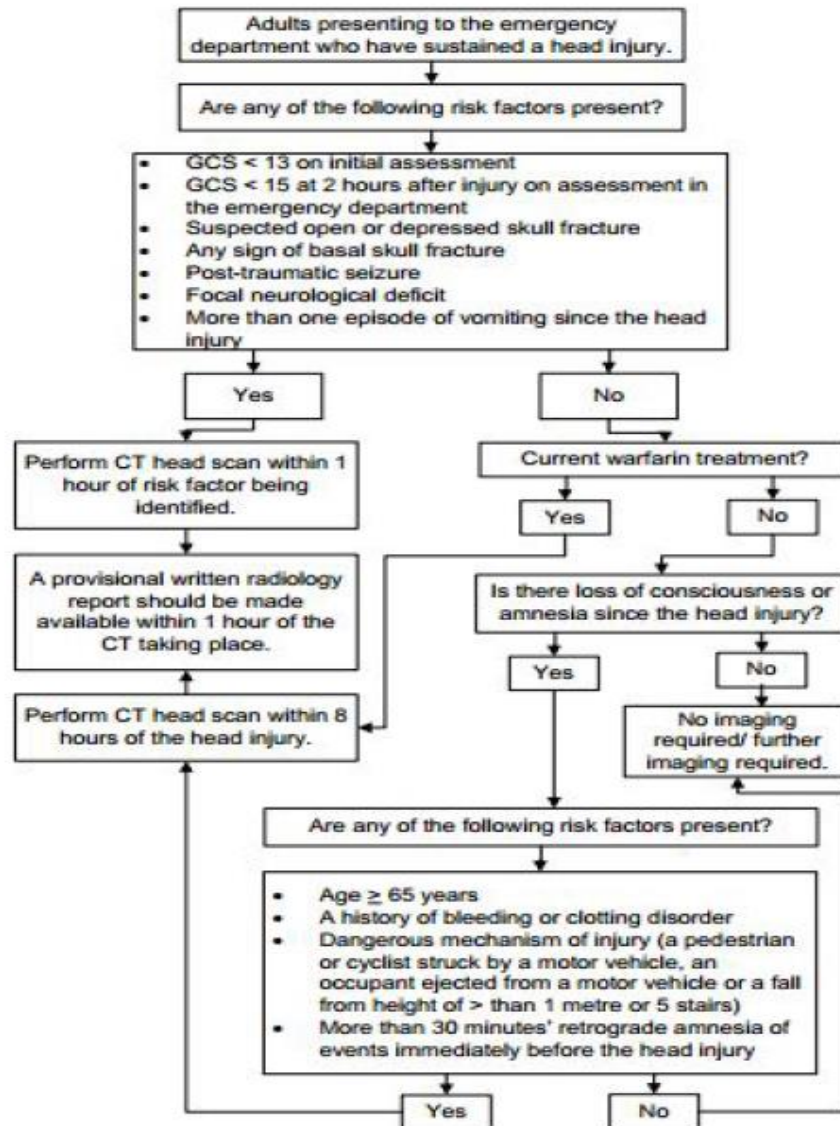 Adults presenting to the emergency
department who have sustained a head injury.
Are any of the following risk factors present?
• GCS < 13 on initial assessment
• GCS < 15 at 2 hours after injury on assessment in
the emergency department
• Suspected open or depressed skull fracture
• Any sign of basal skull fracture
• Post-traumatic seizure
• Focal neurological deficit
• More than one episode of vomiting since the head
injury
Yes
No
Perform CT head scan within 1
hour of risk factor being
identified.
Current warfarin treatment?
Yes
No
A provisional written radiology
report should be made
available within 1 hour of the
CT taking place.
Is there loss of consciousness or
amnesia since the head injury?
Yes
No
Perform CT head scan within 8
hours of the head injury.
No imaging
required/ further
imaging required.
Are any of the following risk factors present?
• Age ≥ 65 years
• A history of bleeding or clotting disorder
• Dangerous mechanism of injury (a pedestrian
or cyclist struck by a motor vehicle, an
occupant ejected from a motor vehicle or a fall
from height of > than 1 metre or 5 stairs)
• More than 30 minutes' retrograde amnesia of
events immediately before the head injury
Yes
No